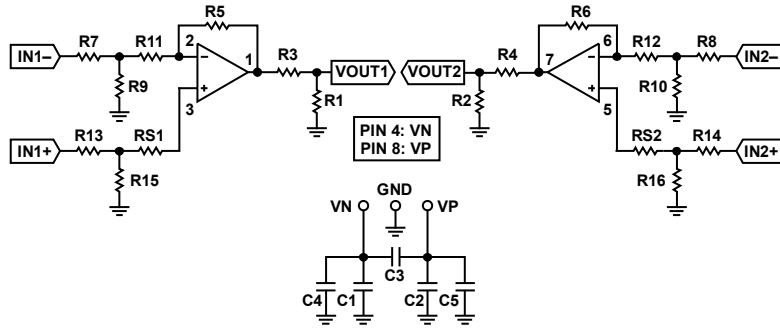 R5
R6
IN1–
R7
R11
2
–
1
R3
VOUT1
VOUT2
R4
7
6
–
R12
R8
IN2–
R9
R1
R2
R10
+
3
+
5
IN1+
R13
RS1
RS2
R14
IN2+
R15
R16
PIN 4: VN
PIN 8: VP
VN
GND
VP
C3
C4
C1
C2
C5